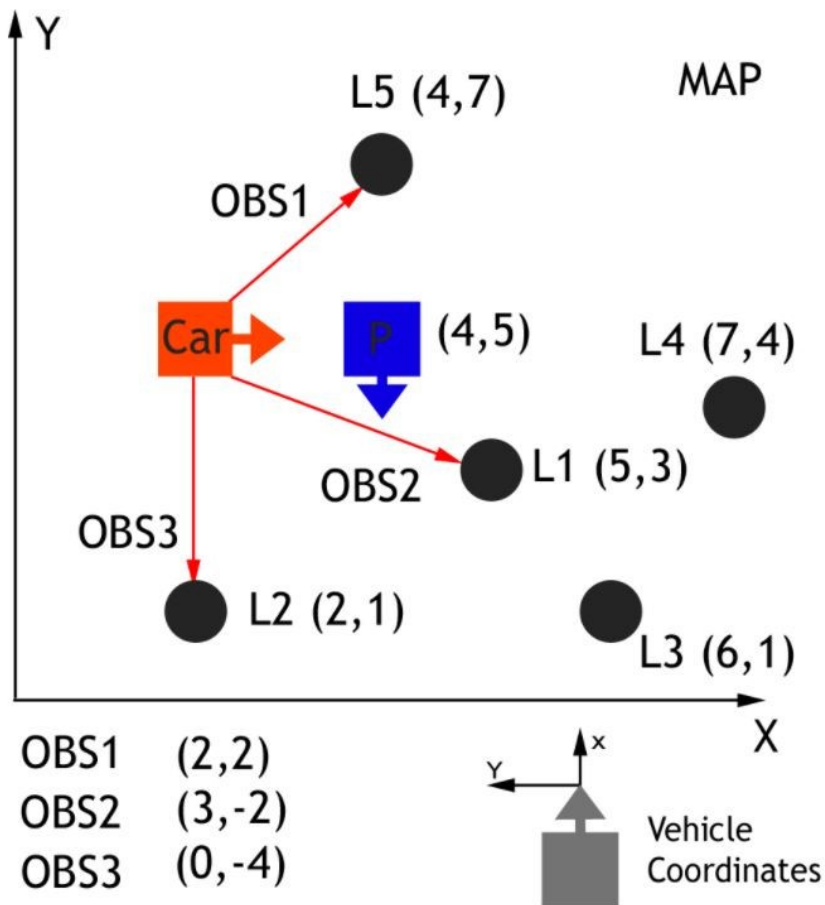 Y
MAP
L5 (4,7)
OBS1
Car
P
(4,5)
L4 (7,4)
OBS2
L1 (5,3)
OBS3
L2 (2,1)
L3 (6,1)
X
OBS1 (2,2)
OBS2 (3,-2)
OBS3 (0,-4)
x
Y
Vehicle
Coordinates